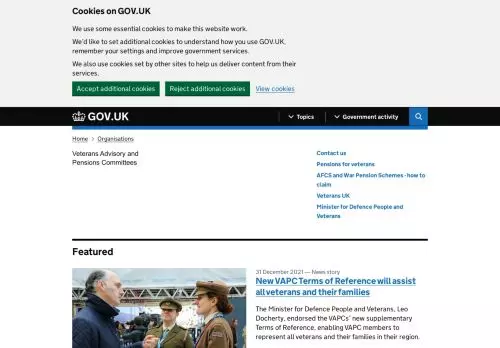 Cookies on GOV.UK
We use some essential cookies to make this website work.
We'd like to set additional cookies to understand how you use GOV.UK,
remember your settings and improve government services.
We also use cookies set by other sites to help us deliver content from their
services.
Accept additional cookies
Reject additional cookies
View cookies
GOV.UK
Topics
Government activity
Home
Organisations
Veterans Advisory and
Pensions Committees
Contact us
Pensions for veterans
AFCS and War Pension Schemes - how to
claim
Veterans UK
Minister for Defence People and
Veterans
Featured
31 December 2021 — News story
New VAPC Terms of Reference will assist
all veterans and their families
The Minister for Defence People and Veterans, Leo
Docherty, endorsed the VAPCs' new supplementary
Terms of Reference, enabling VAPC members to
represent all veterans and their families in their region.